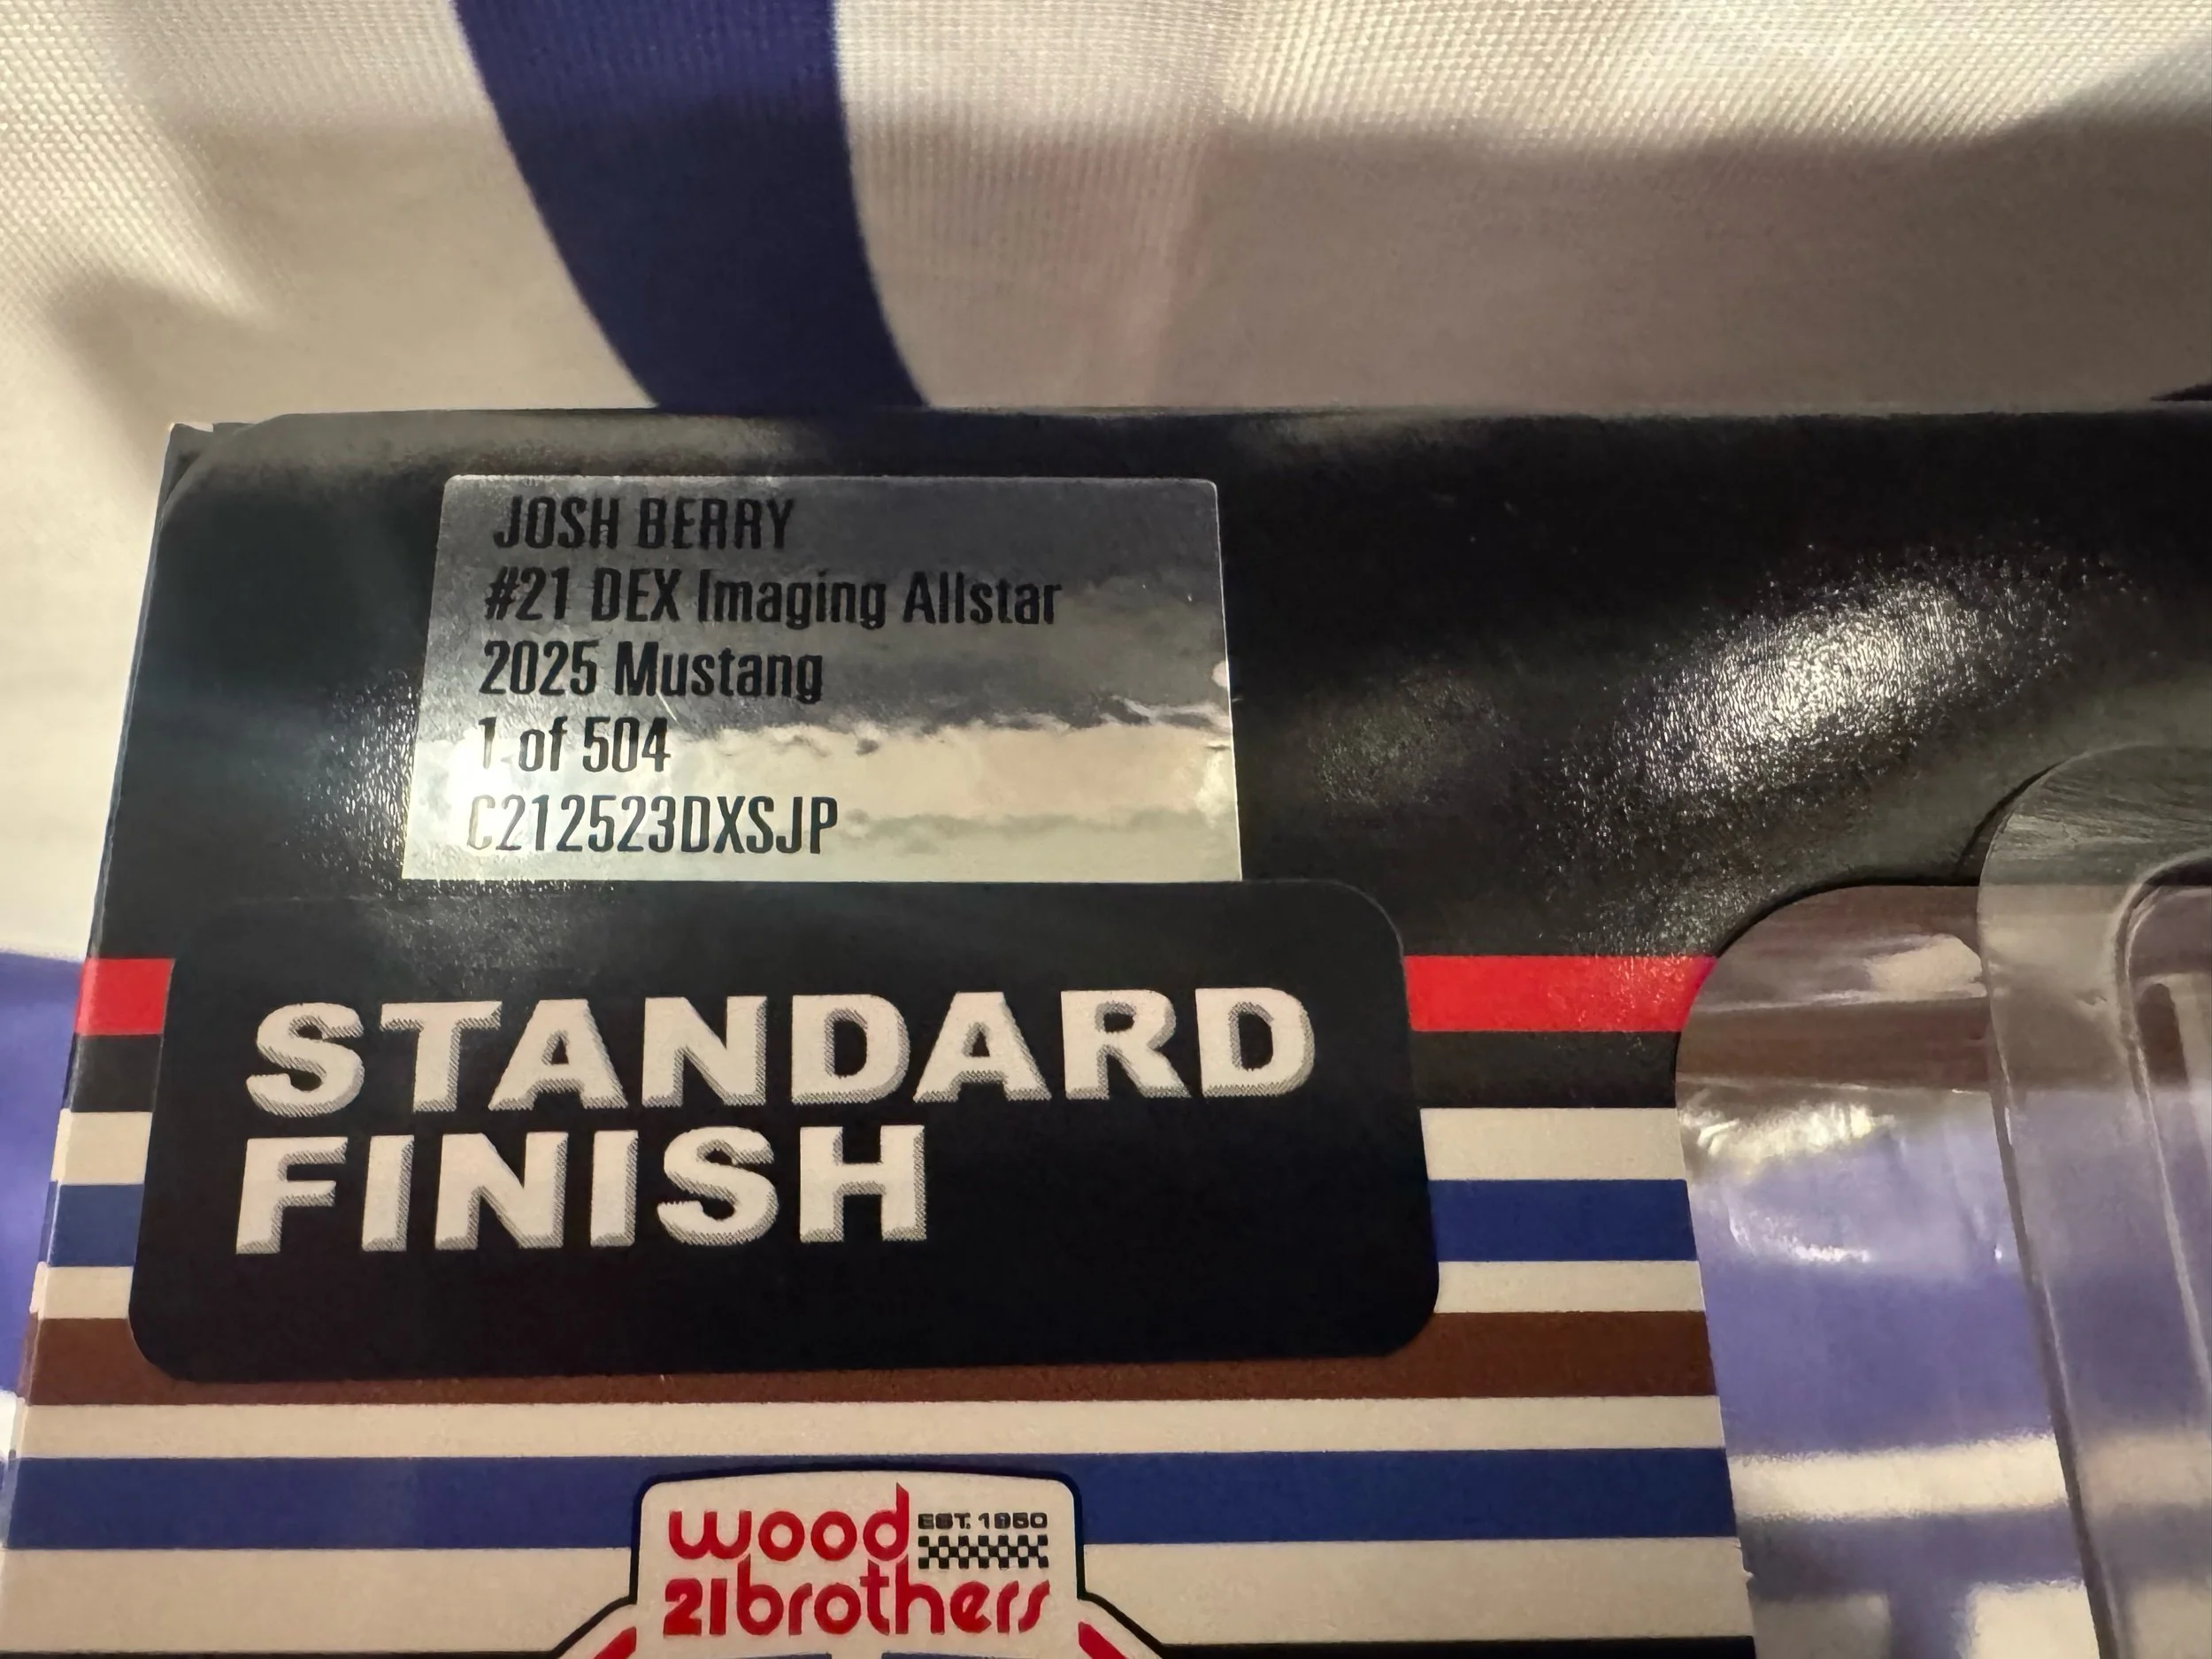 JOSH BERRY
#21 DEX Imaging Allstar
2025 Mustang
1 of 504
C212523DXSJP
STANDARD
FINISH
wood EST. 1950
21brothers